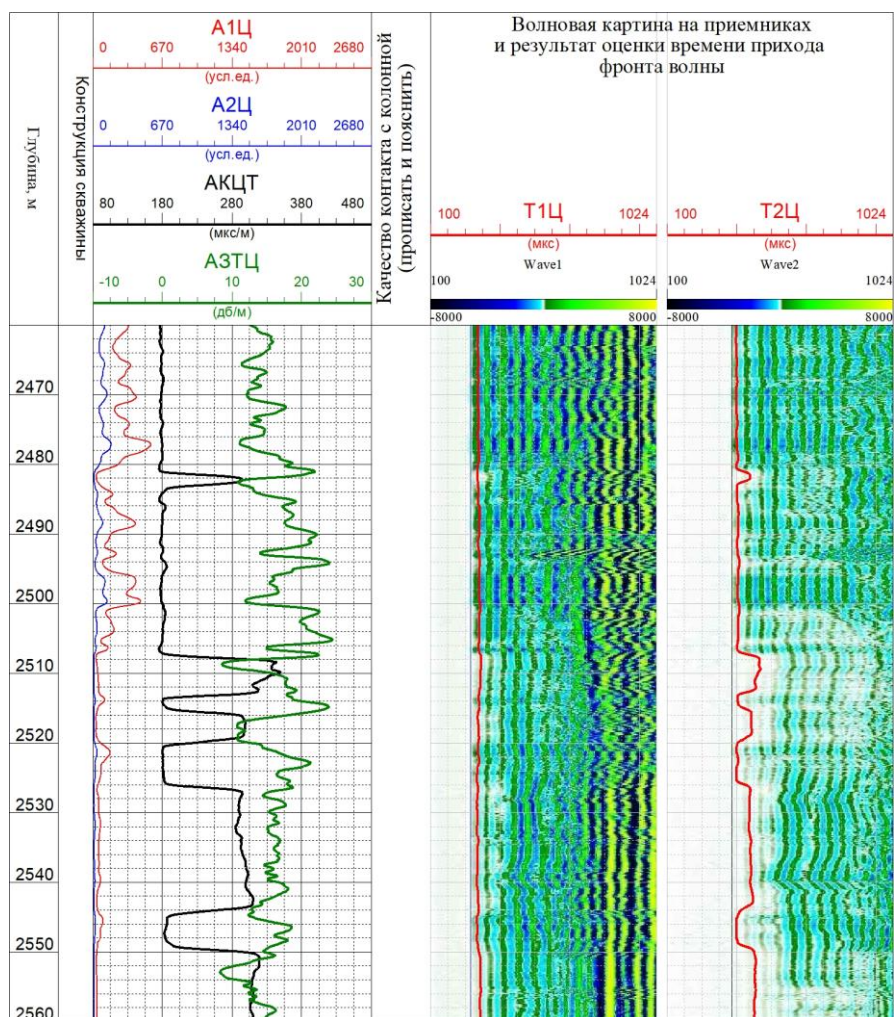 Глубина, м
Конструкция скважины
А1Ц
0 670 1340 2010 2680
(усл.ед.)
А2Ц
0 670 1340 2010 2680
(усл.ед.)
АКЦТ
80 180 280 380 480
(мкс/м)
АЗТЦ
-10 0 10 20 30
(дб/м)
Качество контакта с колонной
(прописать и пояснить)
Волновая картина на приемниках
и результат оценки времени прихода
фронта волны
100 Т1Ц 1024
(мкс)
Wave1
100 1024
-8000 8000
100 Т2Ц 1024
(мкс)
Wave2
100 1024
-8000 8000
2470
2480
2490
2500
2510
2520
2530
2540
2550
2560